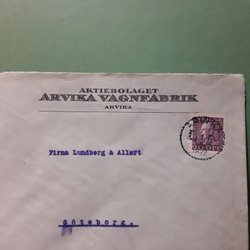 AKTIEBOLAGET
ARVIKA VAGNFABRIK
ARVIKA
Firma Lundberg & Allert
Göteborg.